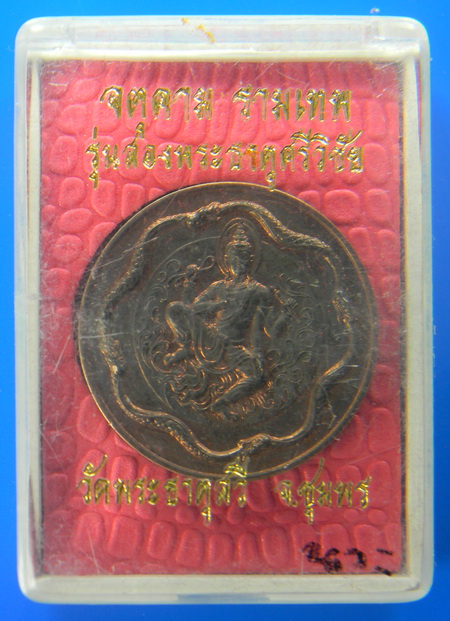 จตุคาม รามเทพ
รุ่นสองพระธาตุศรีวิชัย
วัดพระธาตุสวี จ.ชุมพร